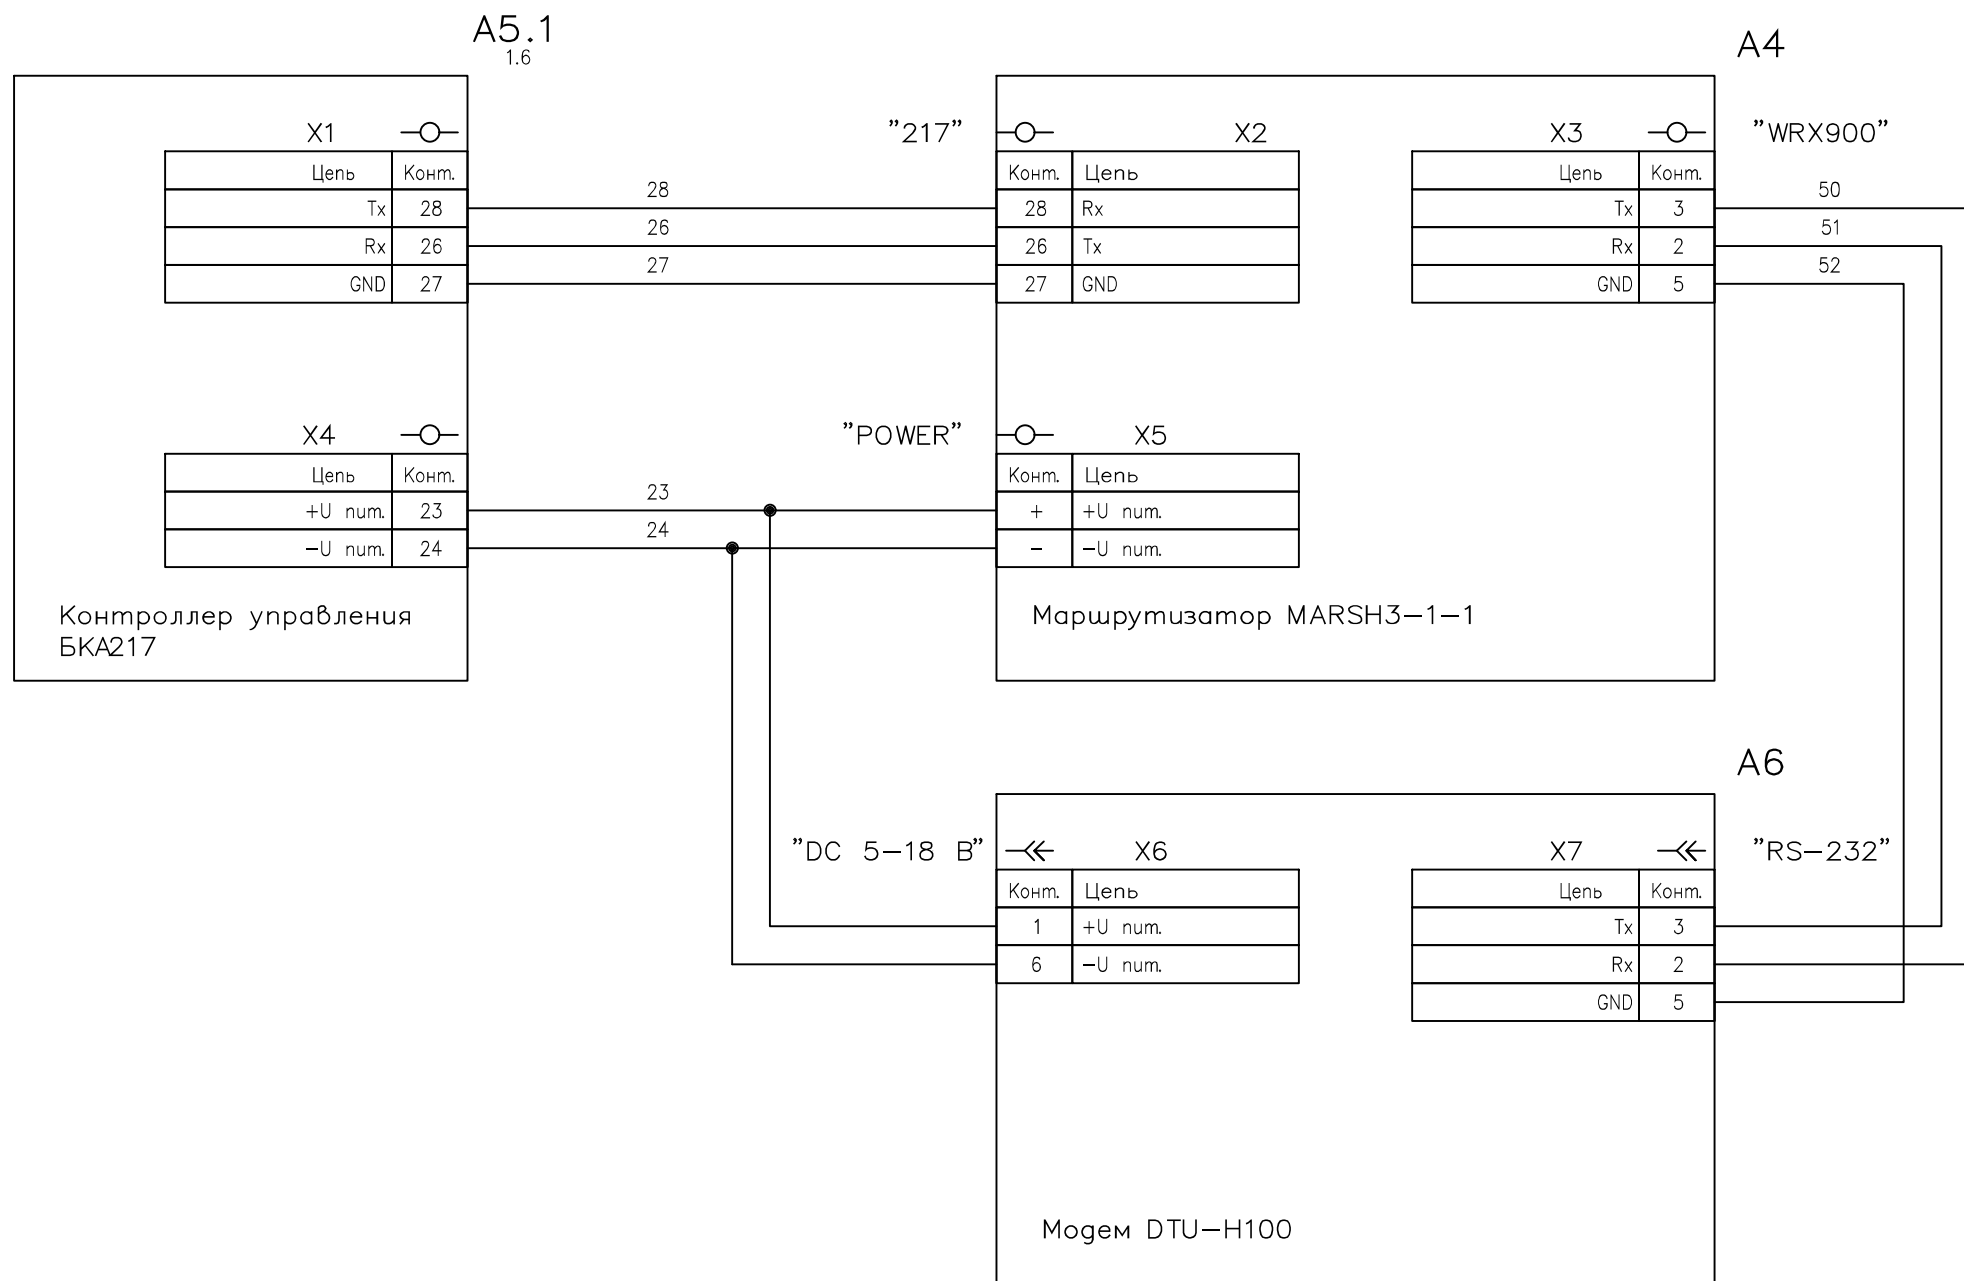 A5.1
1.6
A4
X1
"217"
X2
X3
"WRX900"
Цепь Конт.
Конт. Цепь
Цепь Конт.
28
50
Tx 28
28 Rx
Tx 3
26
51
Rx 26
26 Tx
Rx 2
27
52
GND 27
27 GND
GND 5
X4
"POWER"
X5
Цепь Конт.
Конт. Цепь
23
+U пит. 23
+ +U пит.
24
-U пит. 24
- -U пит.
Контроллер управления
БКА217
Маршрутизатор MARSH3-1-1
A6
"DC 5-18 В"
X6
X7
"RS-232"
Конт. Цепь
Цепь Конт.
1 +U пит.
Tx 3
6 -U пит.
Rx 2
GND 5
Модем DTU-H100